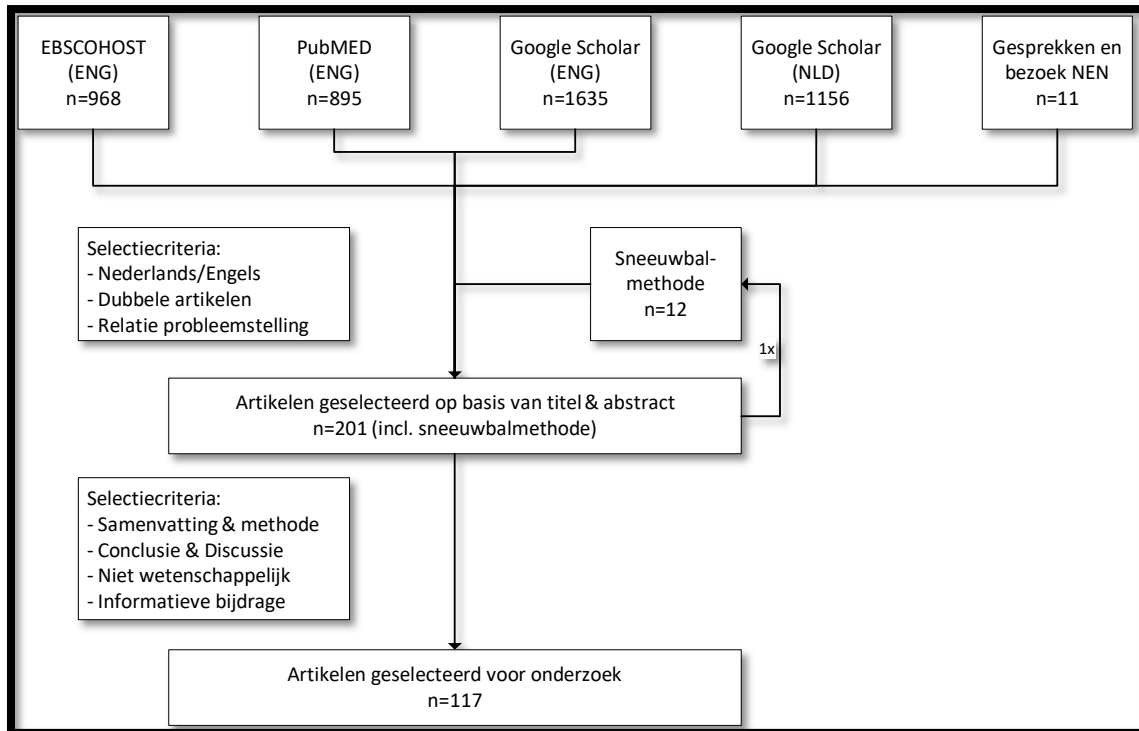 EBSCOHOST
(ENG)
n=968
PubMED
(ENG)
n=895
Google Scholar
(ENG)
n=1635
Google Scholar
(NLD)
n=1156
Gesprekken en
bezoek NEN
n=11
Selectiecriteria:
- Nederlands/Engels
- Dubbele artikelen
- Relatie probleemstelling
Sneeuwbal-
methode
n=12
1x
Artikelen geselecteerd op basis van titel & abstract
n=201 (incl. sneeuwbalmethode)
Selectiecriteria:
- Samenvatting & methode
- Conclusie & Discussie
- Niet wetenschappelijk
- Informatieve bijdrage
Artikelen geselecteerd voor onderzoek
n=117